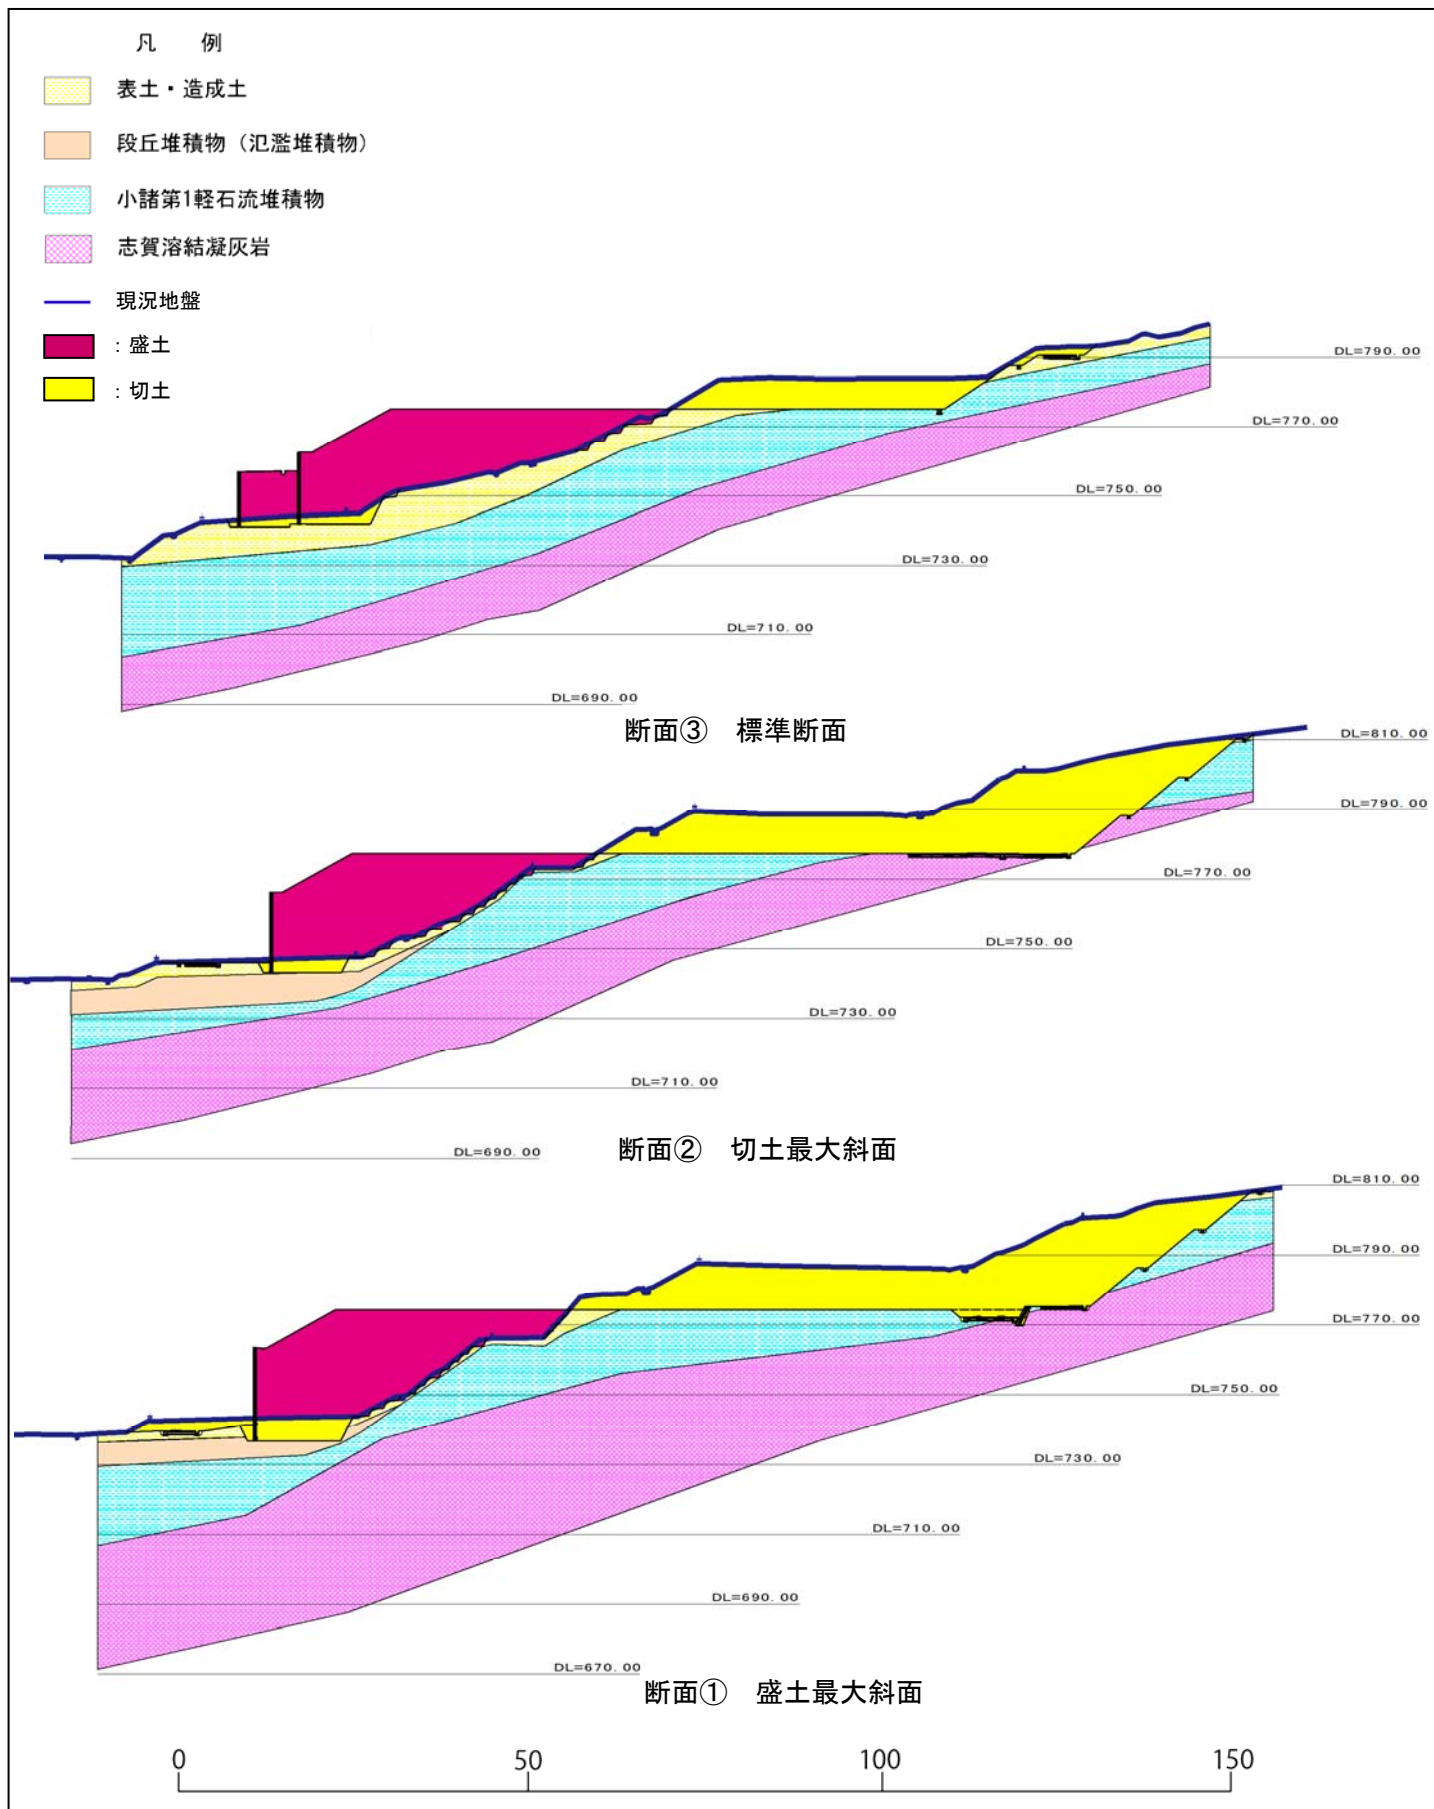 凡 例
表土・造成土
段丘堆積物（氾濫堆積物）
小諸第1軽石流堆積物
志賀溶結凝灰岩
現況地盤
：盛土
：切土
DL=790.00
DL=770.00
DL=750.00
DL=730.00
DL=710.00
DL=690.00
断面③ 標準断面
DL=810.00
DL=790.00
DL=770.00
DL=750.00
DL=730.00
DL=710.00
DL=690.00
断面② 切土最大斜面
DL=810.00
DL=790.00
DL=770.00
DL=750.00
DL=730.00
DL=710.00
DL=690.00
DL=670.00
断面① 盛土最大斜面
0 50 100 150